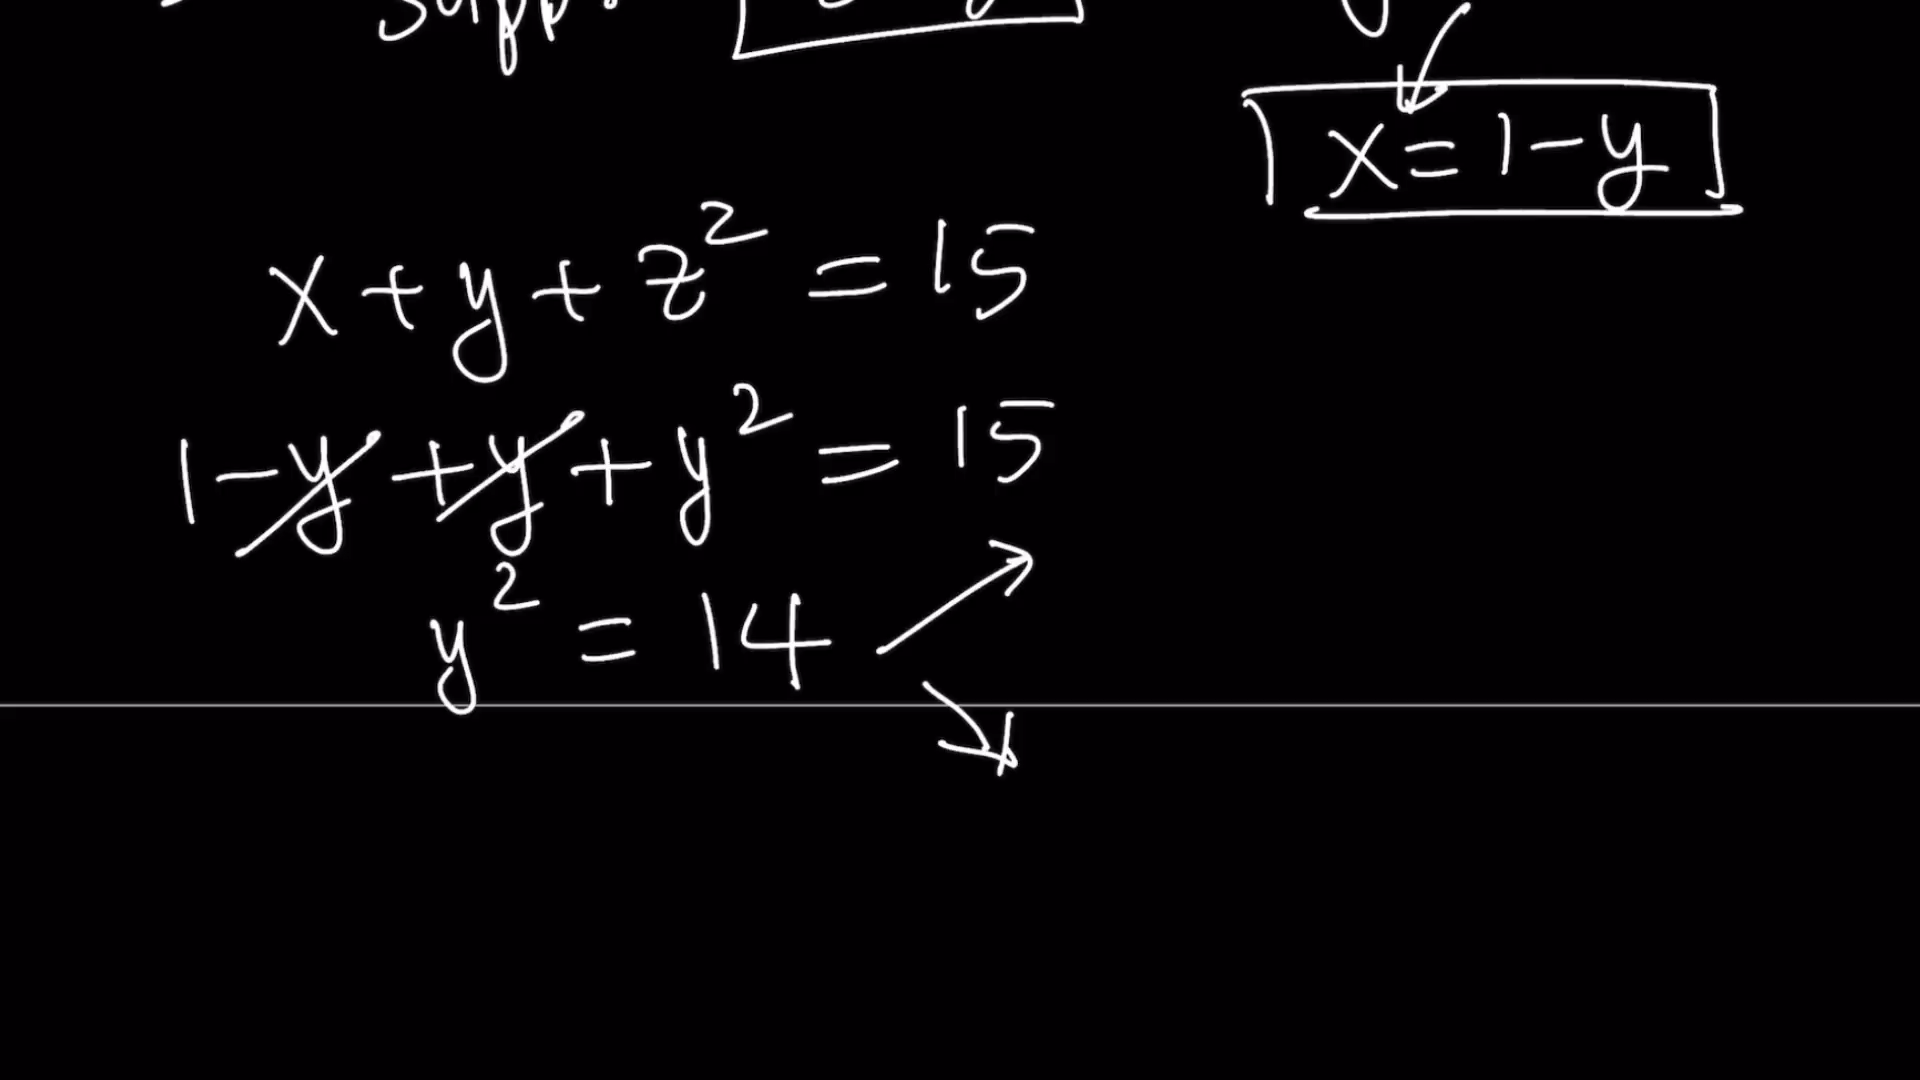 x = 1 - y
x + y + z² = 15
1 - y + y + y² = 15
y² = 14